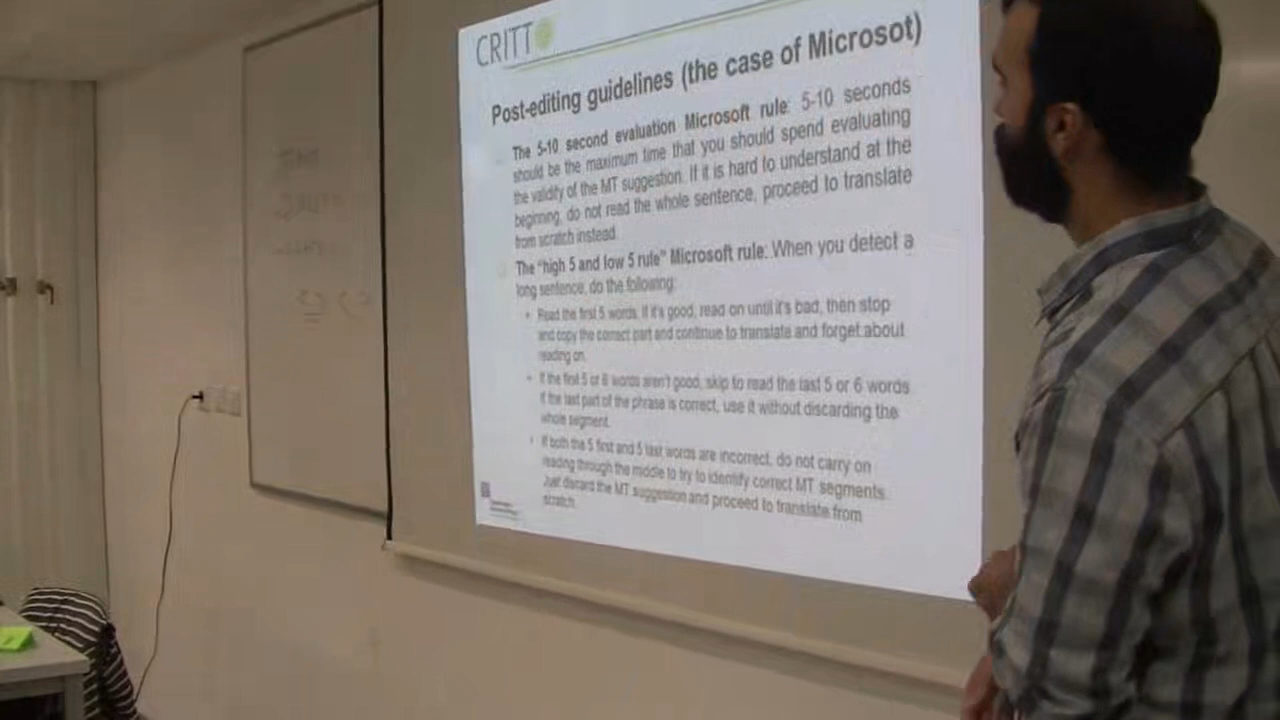 CRITT
Post-editing guidelines (the case of Microsot)
The 5-10 second evaluation Microsoft rule: 5-10 seconds
should be the maximum time that you should spend evaluating
the validity of the MT suggestion. If it is hard to understand at the
beginning, do not read the whole sentence, proceed to translate
from scratch instead.
The "high 5 and low 5 rule" Microsoft rule: When you detect a
long sentence, do the following:
• Read the first 5 words. If it's good, read on until it's bad, then stop
and copy the correct part and continue to translate and forget about
reading on.
• If the first 5 or 6 words aren't good, skip to read the last 5 or 6 words.
If the last part of the phrase is correct, use it without discarding the
whole segment.
• If both the 5 first and 5 last words are incorrect, do not carry on
reading through the middle to try to identify correct MT segments.
Just discard the MT suggestion and proceed to translate from
scratch.